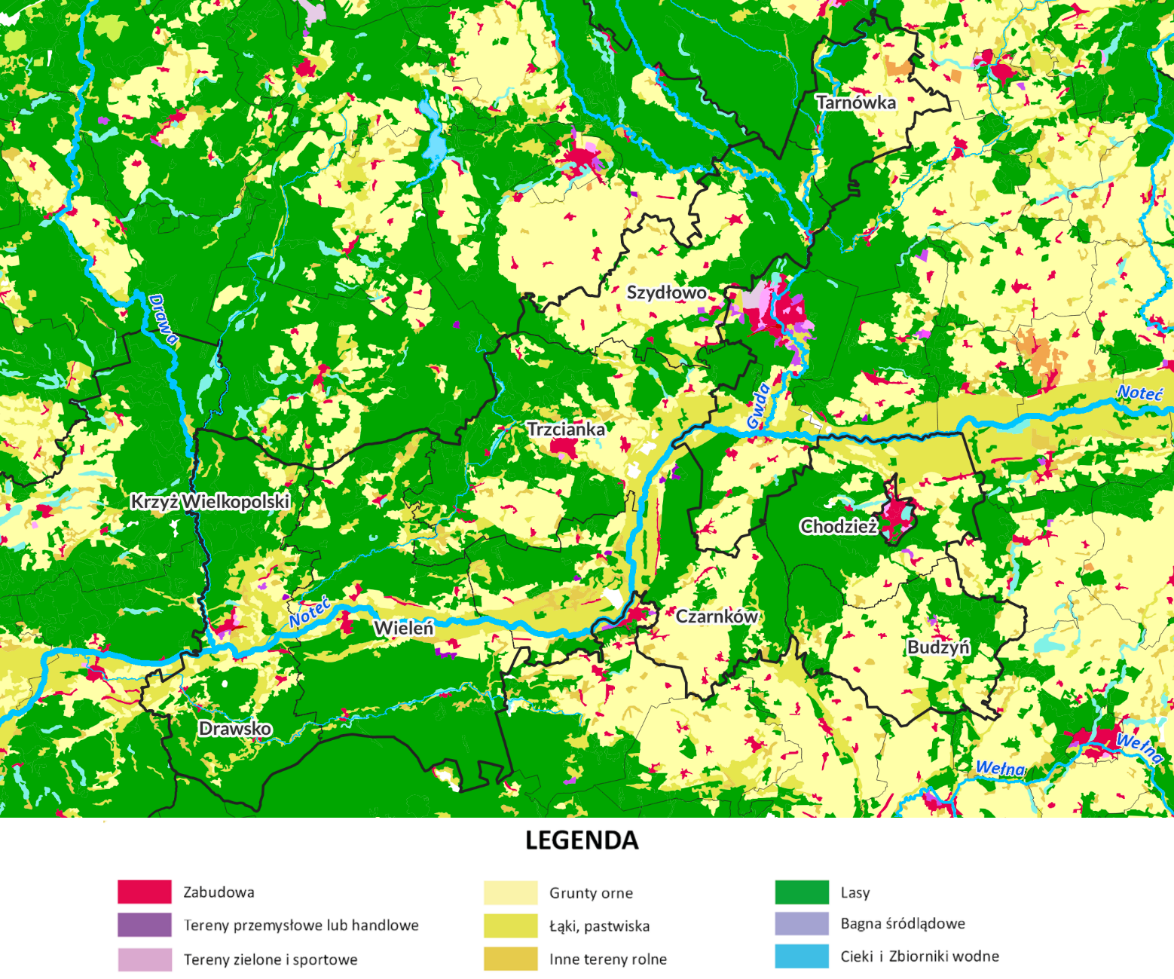 Tarnówka
Szydłowo
Drawa
Gwda
Noteć
Trzcianka
Krzyż Wielkopolski
Chodzież
Noteć
Wieleń
Czarnków
Budzyń
Drawsko
Wełna
Wełna
LEGENDA
Zabudowa
Tereny przemysłowe lub handlowe
Tereny zielone i sportowe
Grunty orne
Łąki, pastwiska
Inne tereny rolne
Lasy
Bagna śródlądowe
Cieki i Zbiorniki wodne